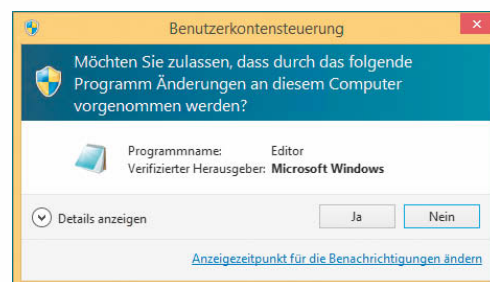 Benutzerkontensteuerung
Möchten Sie zulassen, dass durch das folgende
Programm Änderungen an diesem Computer
vorgenommen werden?
Programmname: Editor
Verifizierter Herausgeber: Microsoft Windows
Details anzeigen Ja Nein
Anzeigezeitpunkt für die Benachrichtigungen ändern